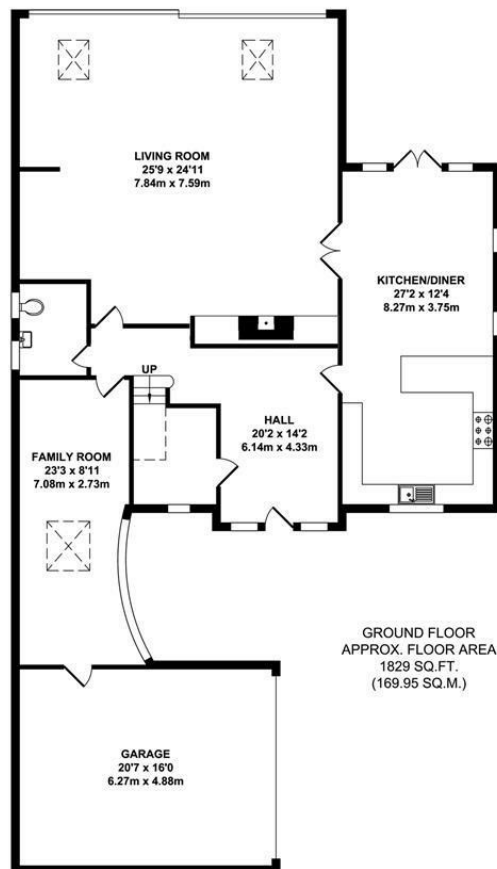 LIVING ROOM
25'9 x 24'11
7.84m x 7.59m
KITCHEN/DINER
27'2 x 12'4
8.27m x 3.75m
UP
HALL
20'2 x 14'2
6.14m x 4.33m
FAMILY ROOM
23'3 x 8'11
7.08m x 2.73m
GROUND FLOOR
APPROX. FLOOR AREA
1829 SQ.FT.
(169.95 SQ.M.)
GARAGE
20'7 x 16'0
6.27m x 4.88m